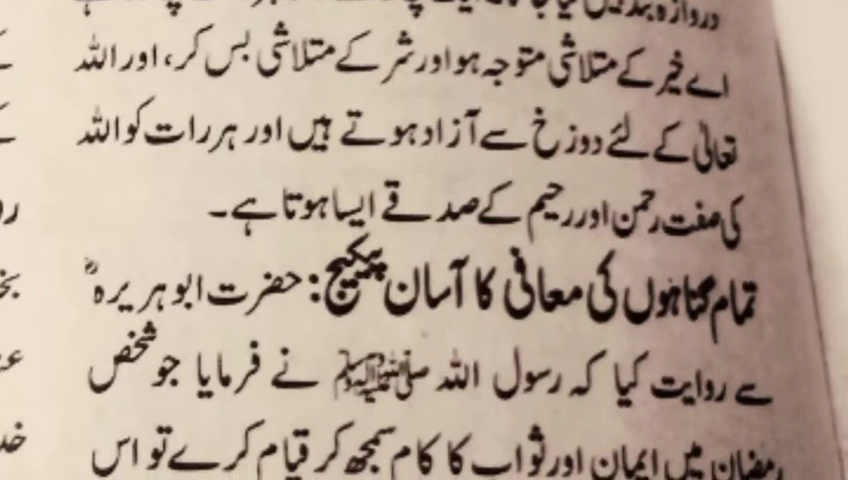 اے خیر کے متلاشی متوجہ ہو اور شر کے متلاشی بس کر، اور اللہ
تعالیٰ کے لئے دوزخ سے آزاد ہوتے ہیں اور ہر رات کو اللہ
کی صفت رحمن اور رحیم کے صدقے ایسا ہوتا ہے۔
تمام گناہوں کی معافی کا آسان پیکیج: حضرت ابوہریرہؓ
سے روایت کیا کہ رسول اللہ ﷺ نے فرمایا جو شخص
رمضان میں ایمان اور ثواب کا کام سمجھ کر قیام کرے تو اس